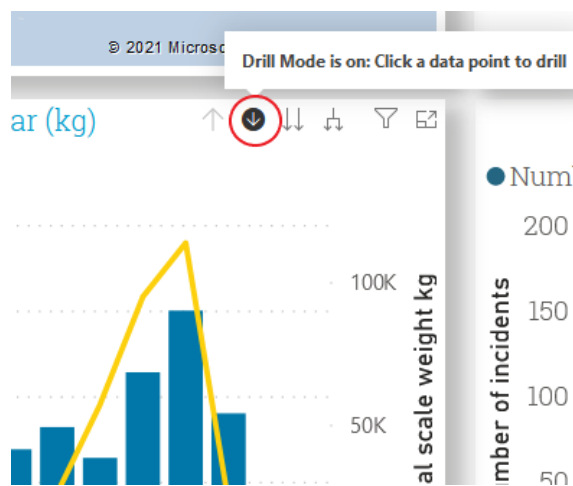 © 2021 Microso
Drill Mode is on: Click a data point to drill
ar (kg)
Num
200
100K
150
100
50K
50
al scale weight kg
mber of incidents